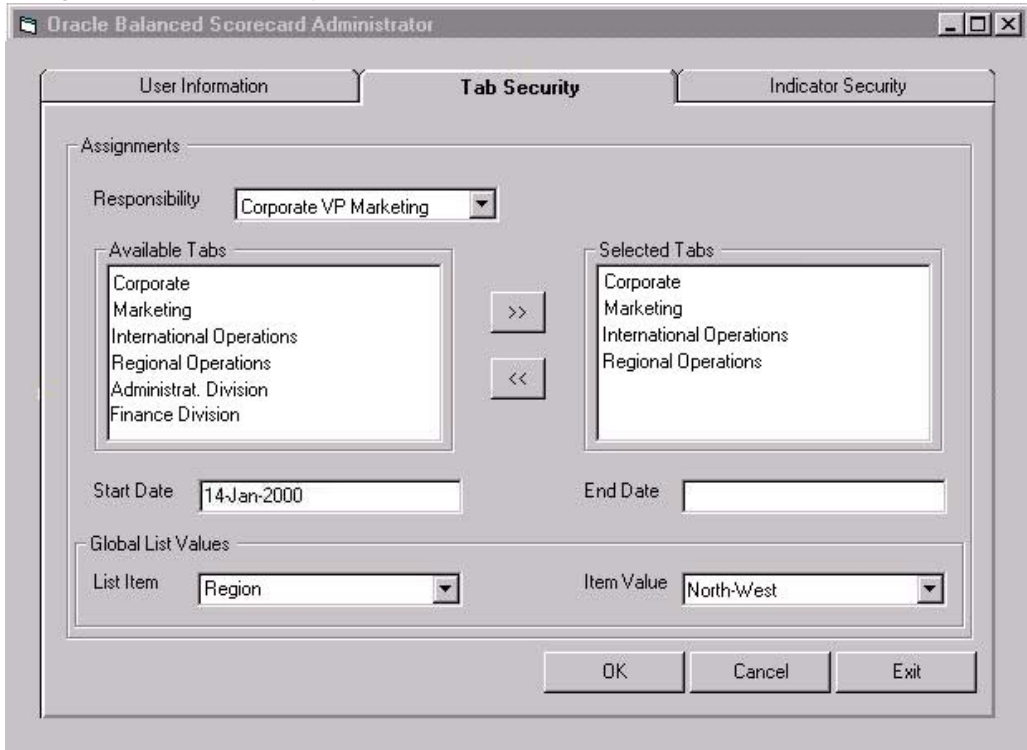 Oracle Balanced Scorecard Administrator
User Information
Tab Security
Indicator Security
Assignments
Responsibility
Corporate VP Marketing
Available Tabs
Corporate
Marketing
International Operations
Regional Operations
Administrat. Division
Finance Division
>>
<<
Selected Tabs
Corporate
Marketing
International Operations
Regional Operations
Start Date
14-Jan-2000
End Date
Global List Values
List Item
Region
Item Value
North-West
OK
Cancel
Exit